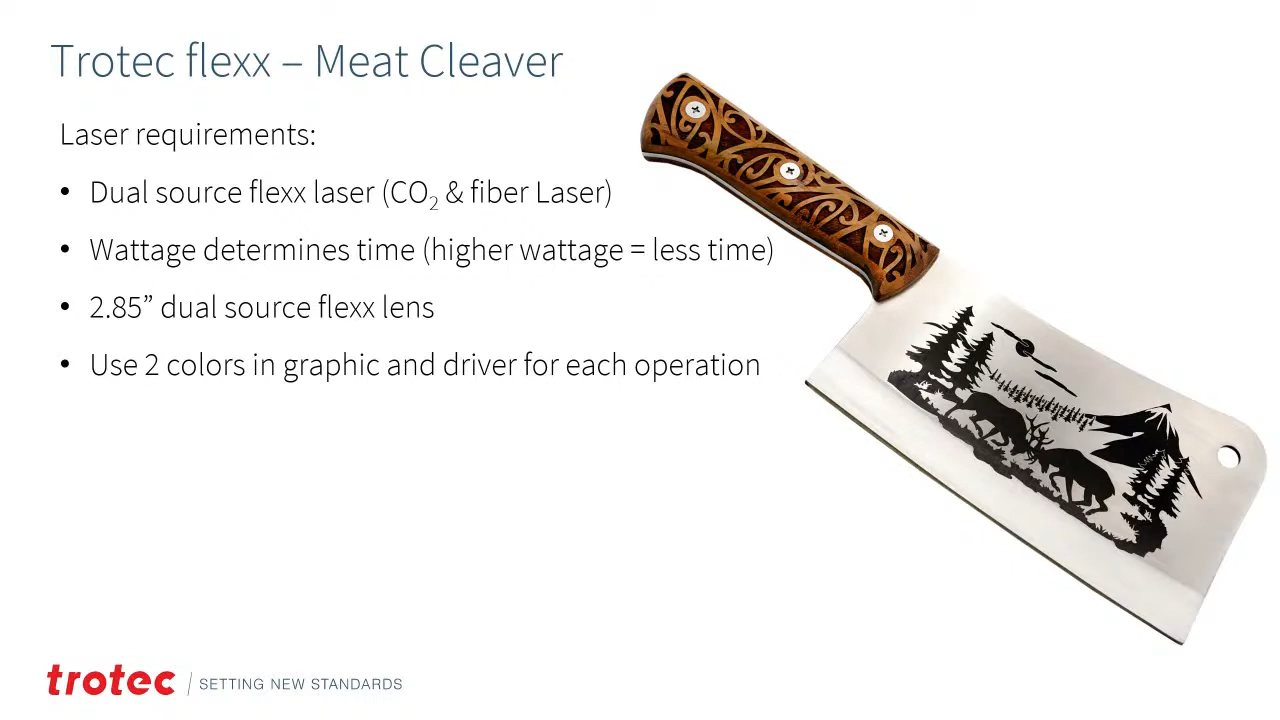 Trotec flexx – Meat Cleaver
Laser requirements:
• Dual source flexx laser (CO₂ & fiber Laser)
• Wattage determines time (higher wattage = less time)
• 2.85” dual source flexx lens
• Use 2 colors in graphic and driver for each operation
trotec | SETTING NEW STANDARDS